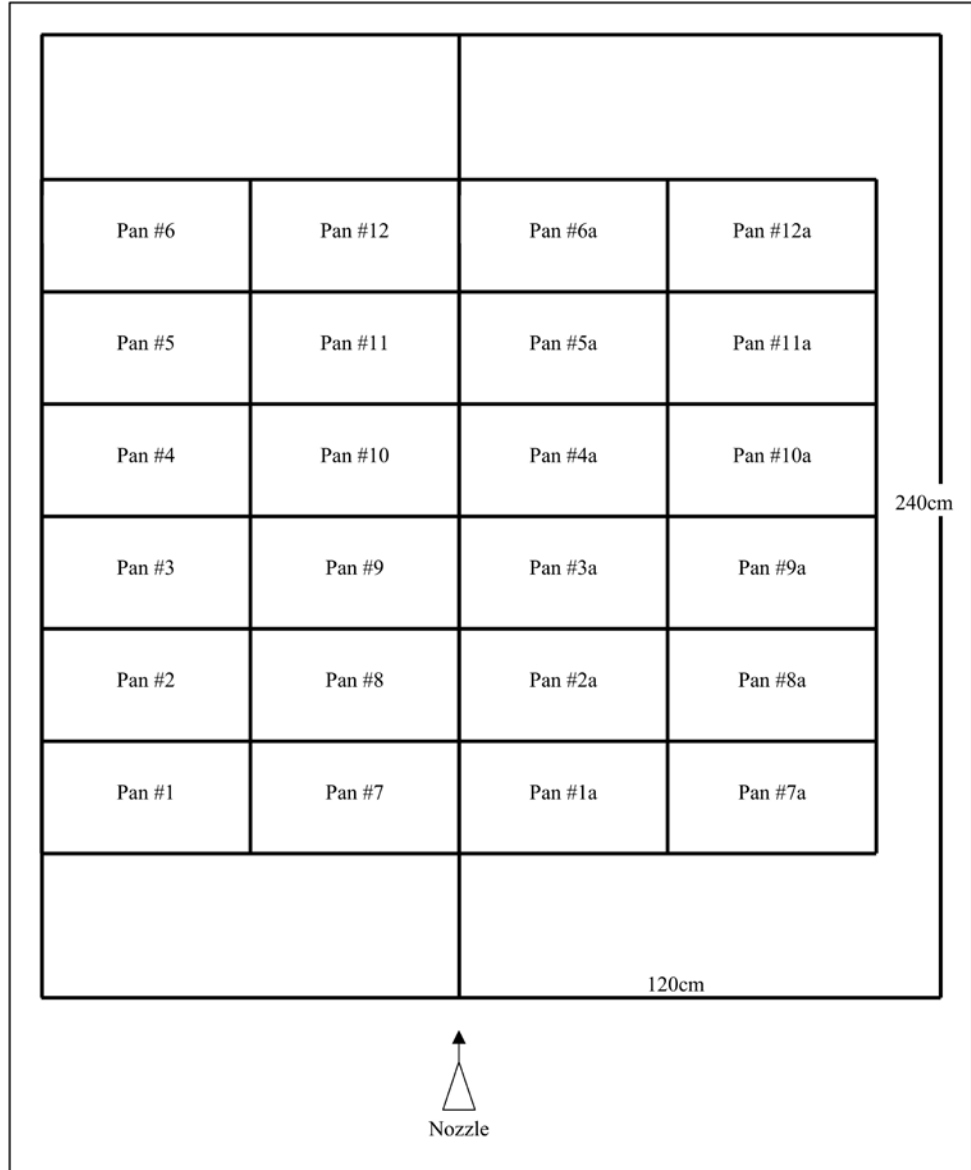 Pan #6 Pan #12 Pan #6a Pan #12a
Pan #5 Pan #11 Pan #5a Pan #11a
Pan #4 Pan #10 Pan #4a Pan #10a
240cm
Pan #3 Pan #9 Pan #3a Pan #9a
Pan #2 Pan #8 Pan #2a Pan #8a
Pan #1 Pan #7 Pan #1a Pan #7a
120cm
Nozzle